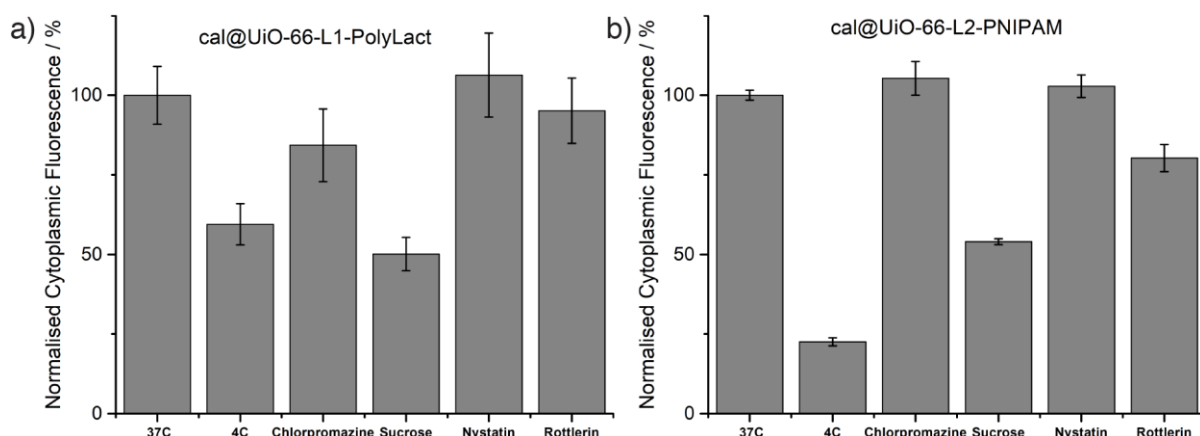 a)
cal@UiO-66-L1-PolyLact
Normalised Cytoplasmic Fluorescence / %
100
50
0
37C 4C Chlorpromazine Sucrose Nystatin Rottlerin
b)
cal@UiO-66-L2-PNIPAM
Normalised Cytoplasmic Fluorescence / %
100
50
0
37C 4C Chlorpromazine Sucrose Nystatin Rottlerin